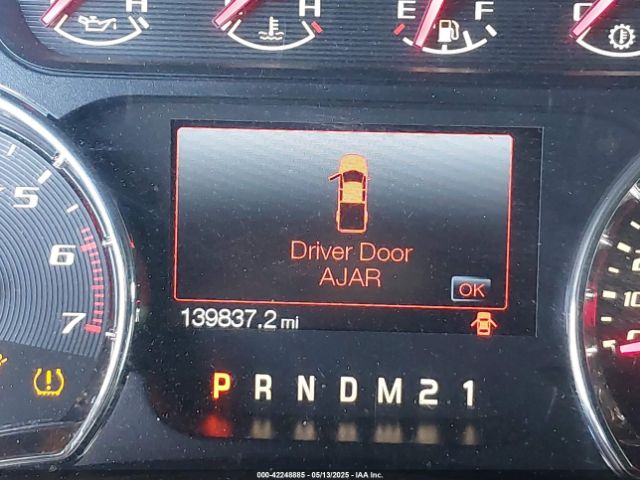 H H E F C
Driver Door
AJAR
OK
139837.2 mi
5
6
7
P R N D M 2 1
000-42248885 - 05/13/2025 - IAA Inc.